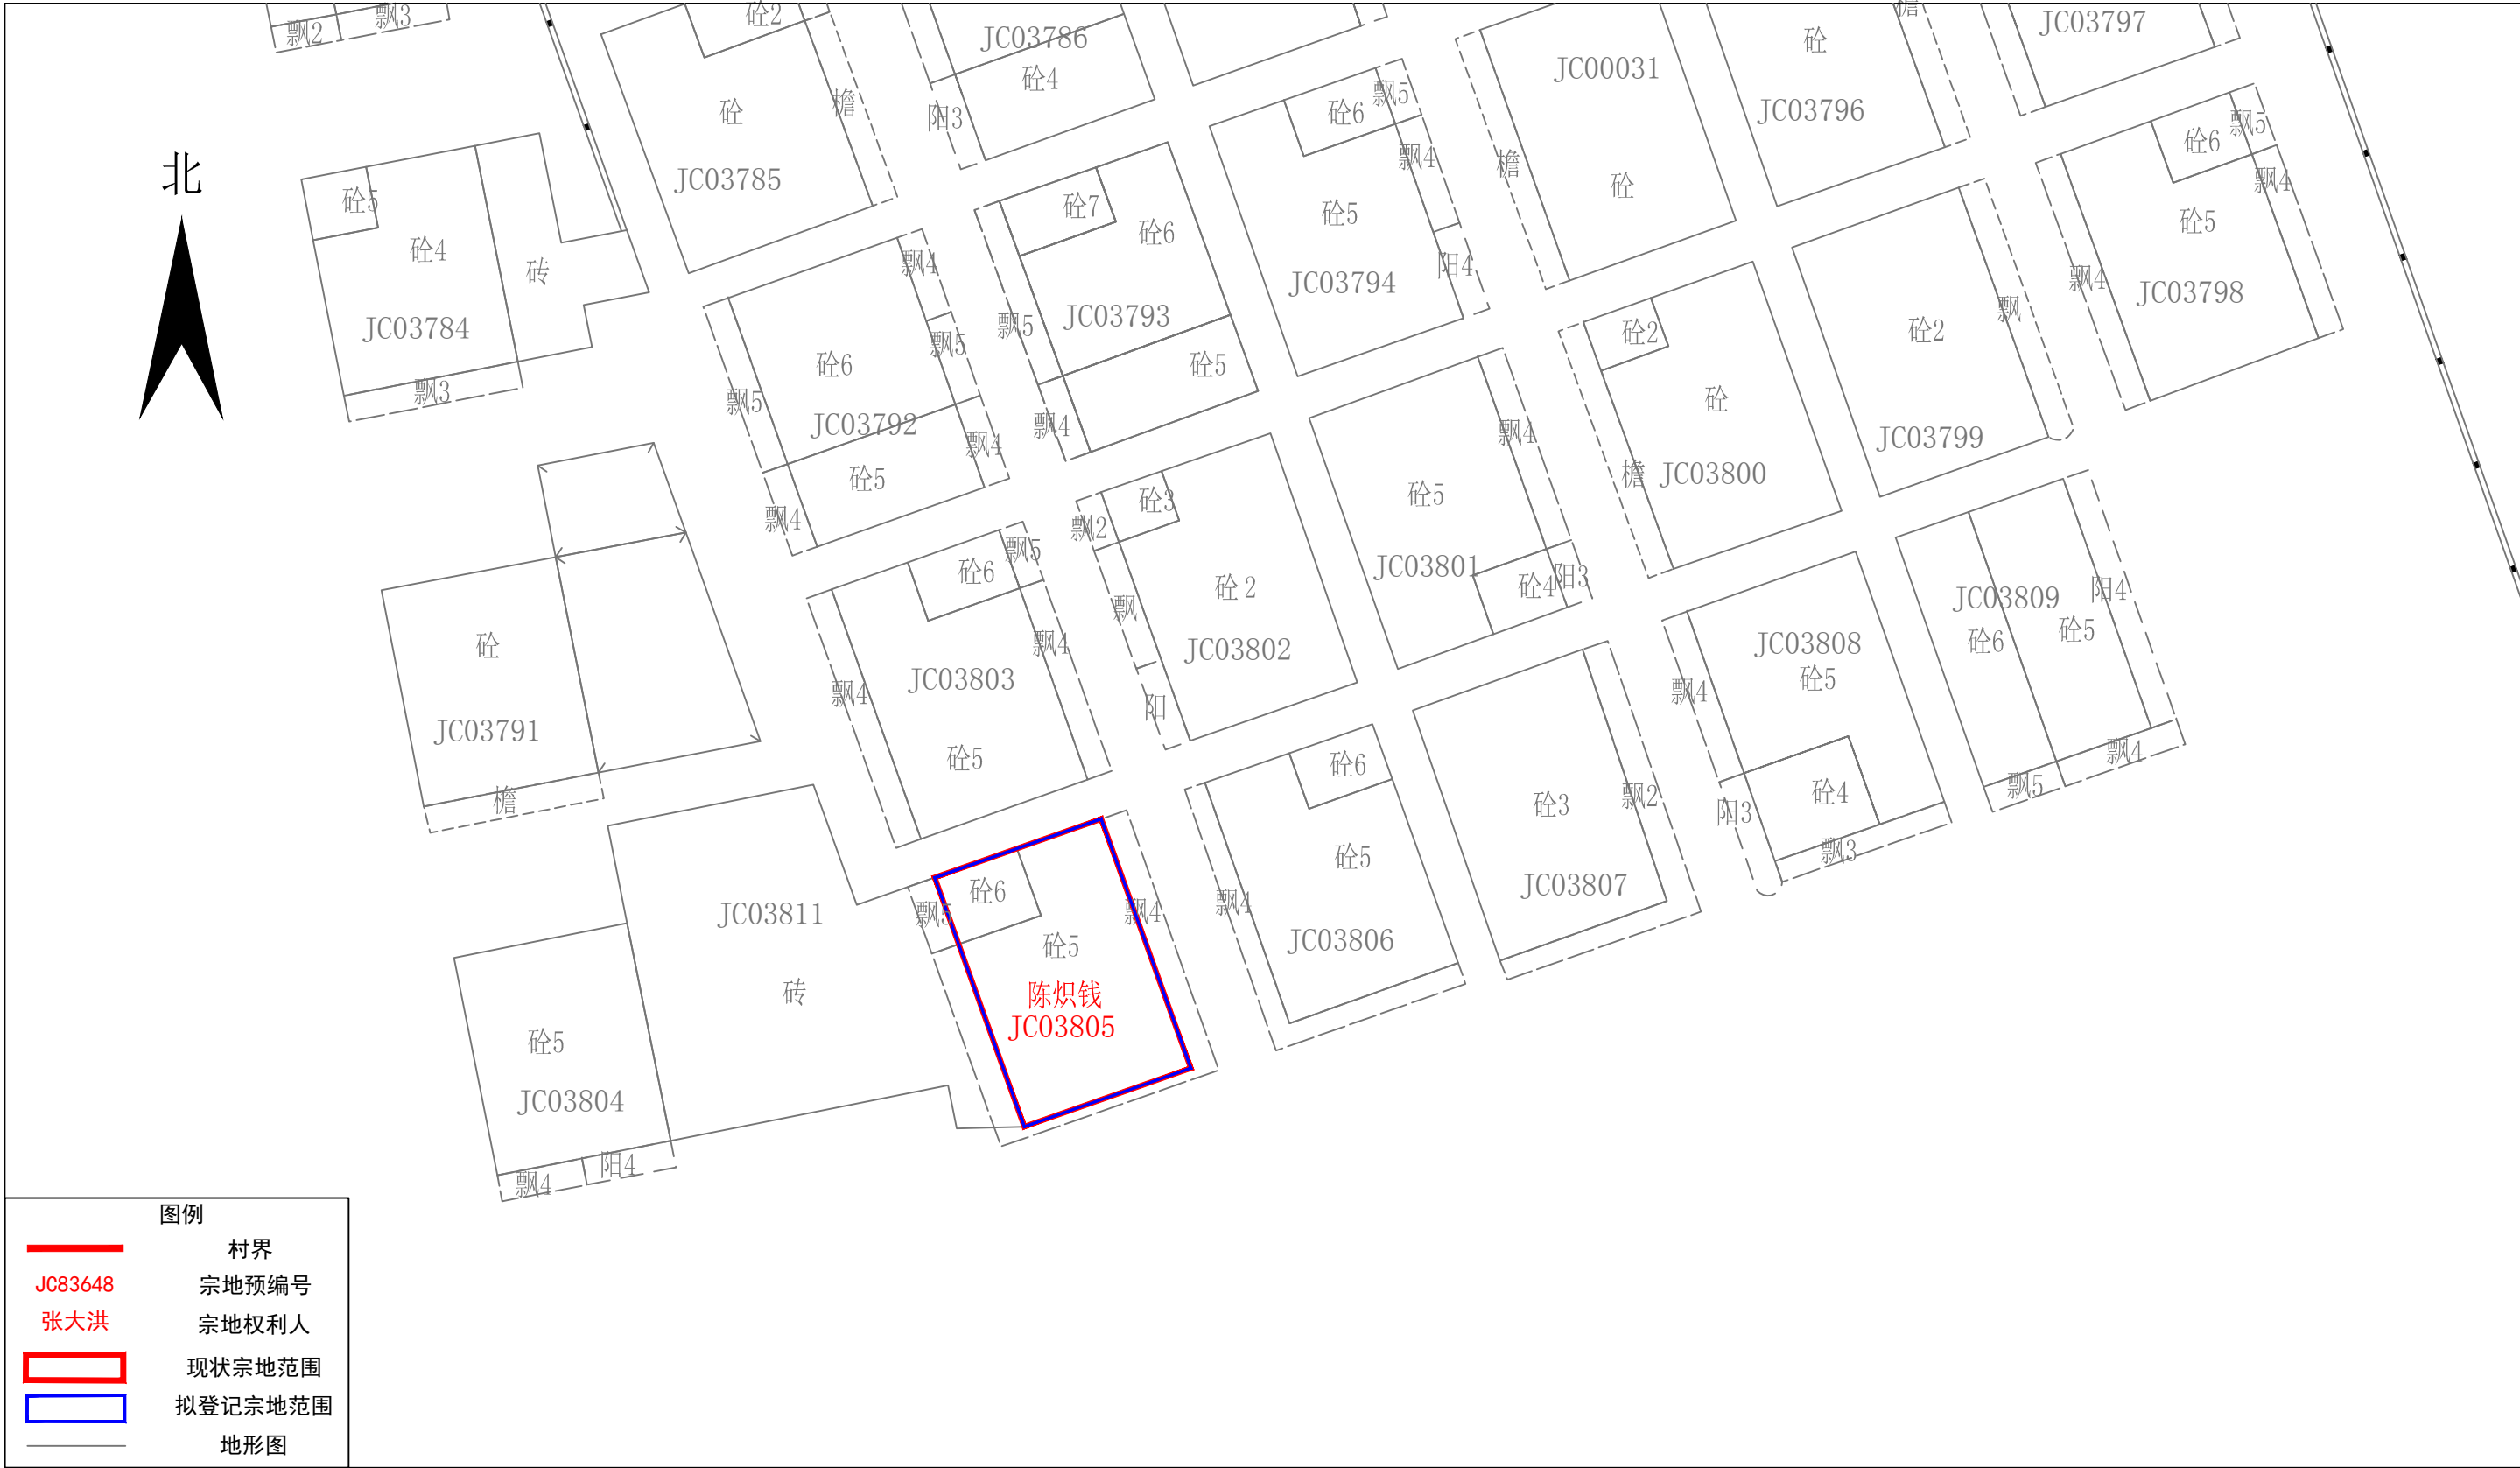 飘2
飘3
砼2
JC03786
砼4
阳3
檐
砼
JC03785
檐
JC00031
砼
檐
砼
JC03796
JC03797
北
砼5
砼4
砖
JC03784
飘3
砼7
砼6
JC03793
飘5
砼5
飘4
砼6
飘5
飘4
砼5
JC03794
阳4
砼6
飘5
飘4
砼5
飘4
JC03798
飘4
飘5
砼6
JC03792
飘5
砼5
飘4
飘4
砼2
砼
檐
JC03800
砼2
飘
JC03799
砼3
飘2
飘
砼2
JC03802
阳
砼5
飘4
JC03801
砼4
阳3
砼
JC03791
檐
砼6
飘5
飘4
JC03803
飘4
砼5
JC03808
砼5
飘4
砼4
阳3
飘3
JC03809
砼6
砼5
阳4
飘4
飘5
砼6
砼5
飘4
JC03806
砼3
飘2
JC03807
JC03811
砖
砼6
飘5
飘4
砼5
陈炽钱
JC03805
砼5
JC03804
飘4
阳4
图例
村界
JC83648 宗地预编号
张大洪 宗地权利人
现状宗地范围
拟登记宗地范围
地形图